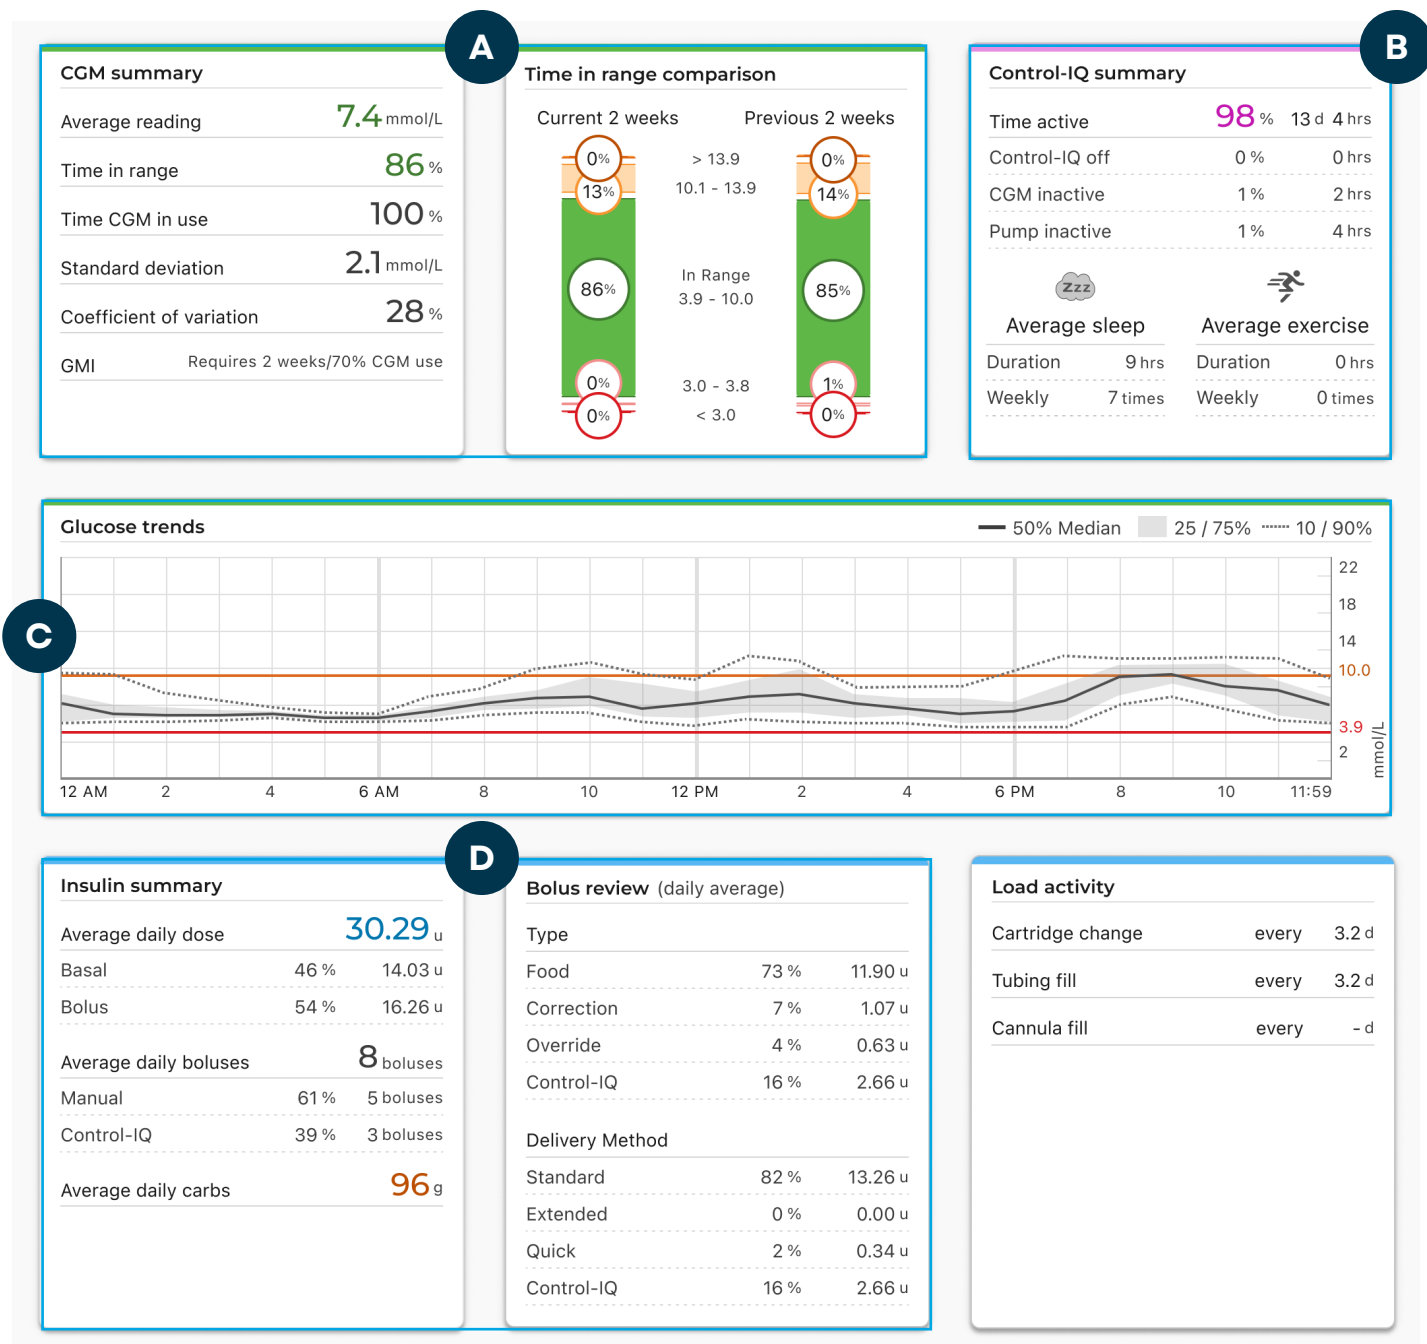 A
B
CGM summary
Average reading 7.4 mmol/L
Time in range 86 %
Time CGM in use 100 %
Standard deviation 2.1 mmol/L
Coefficient of variation 28 %
GMI Requires 2 weeks/70% CGM use
Time in range comparison
Current 2 weeks Previous 2 weeks
0% > 13.9 0%
13% 10.1 - 13.9 14%
In Range
86% 3.9 - 10.0 85%
0% 3.0 - 3.8 1%
0% < 3.0 0%
Control-IQ summary
Time active 98 % 13 d 4 hrs
Control-IQ off 0 % 0 hrs
CGM inactive 1 % 2 hrs
Pump inactive 1 % 4 hrs
Zzz
Average sleep
Duration 9 hrs
Weekly 7 times
Average exercise
Duration 0 hrs
Weekly 0 times
C
Glucose trends
50% Median 25 / 75% 10 / 90%
22
18
14
10.0
3.9
2
mmol/L
12 AM 2 4 6 AM 8 10 12 PM 2 4 6 PM 8 10 11:59
D
Insulin summary
Average daily dose 30.29 u
Basal 46 % 14.03 u
Bolus 54 % 16.26 u
Average daily boluses 8 boluses
Manual 61 % 5 boluses
Control-IQ 39 % 3 boluses
Average daily carbs 96 g
Bolus review (daily average)
Type
Food 73 % 11.90 u
Correction 7 % 1.07 u
Override 4 % 0.63 u
Control-IQ 16 % 2.66 u
Delivery Method
Standard 82 % 13.26 u
Extended 0 % 0.00 u
Quick 2 % 0.34 u
Control-IQ 16 % 2.66 u
Load activity
Cartridge change every 3.2 d
Tubing fill every 3.2 d
Cannula fill every - d